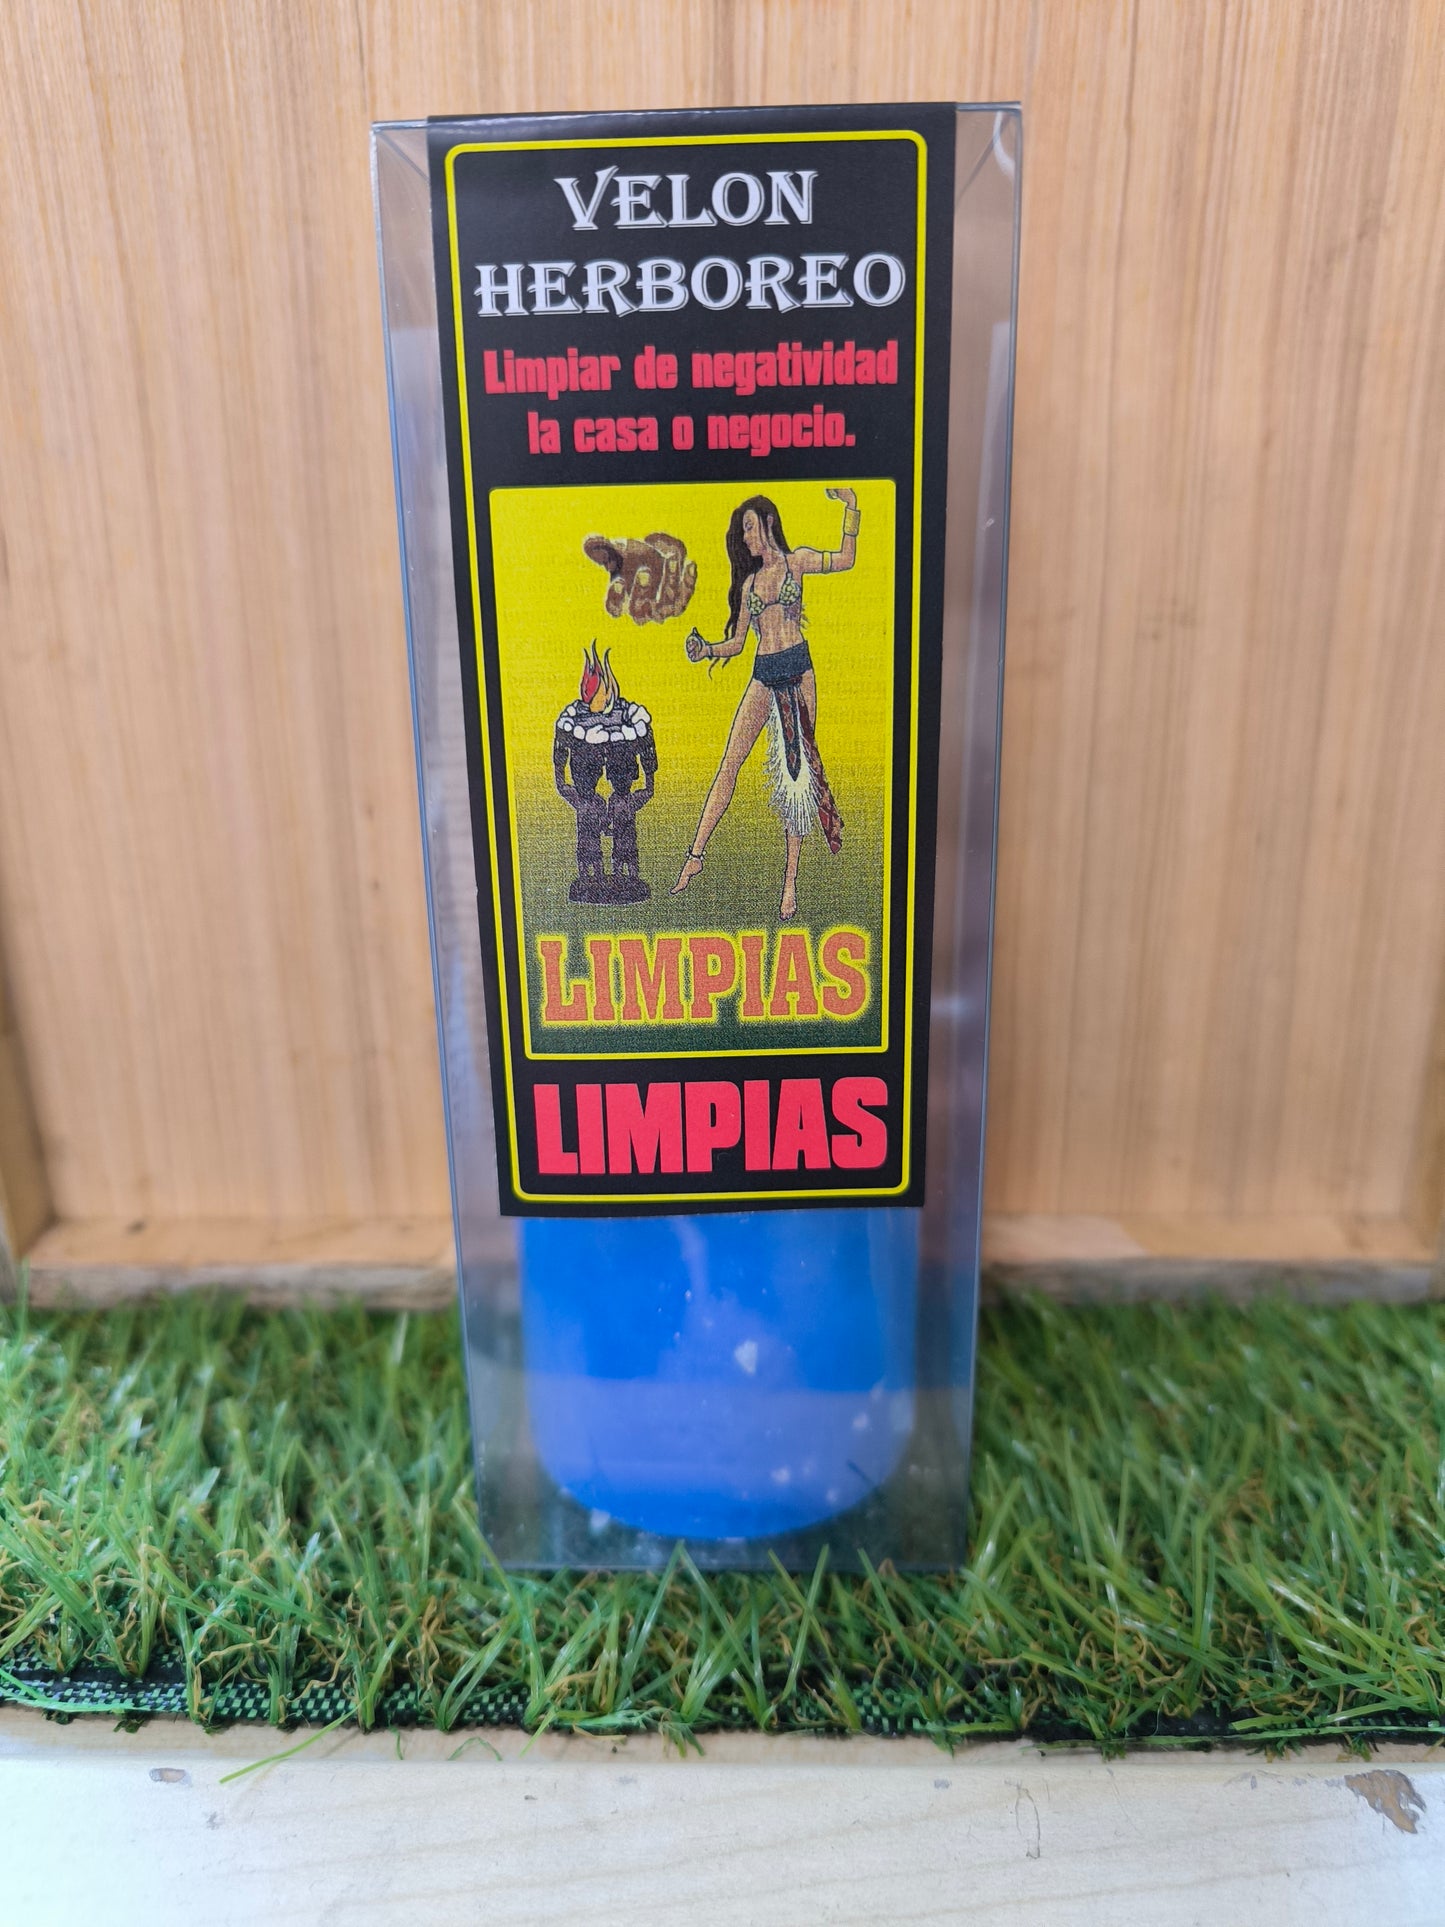 VELON
HERBOREO
Limpiar de negatividad
la casa o negocio.
LIMPIAS
LIMPIAS